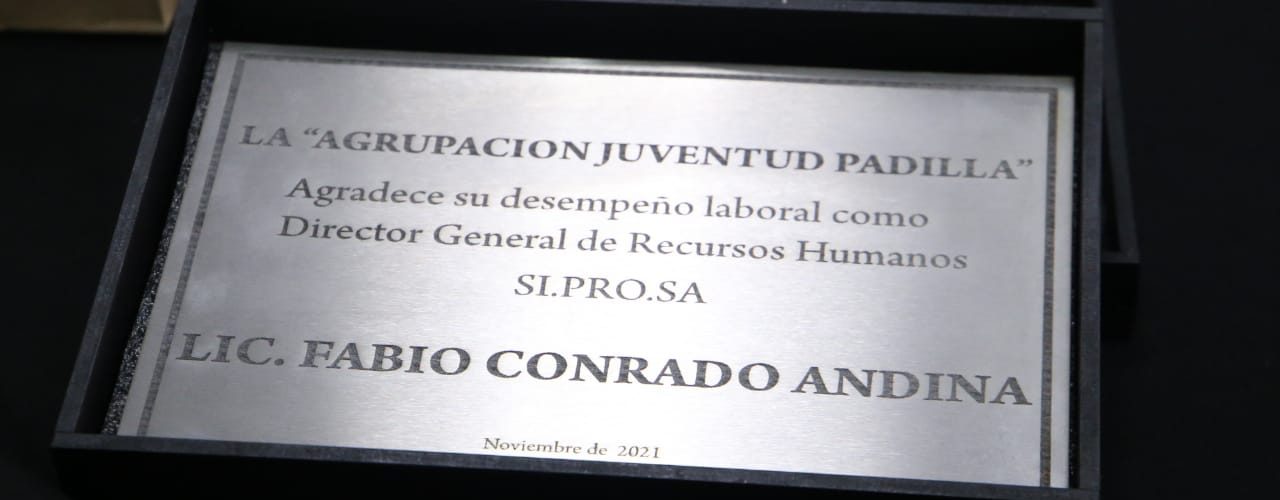 LA “AGRUPACION JUVENTUD PADILLA”
Agradece su desempeño laboral como
Director General de Recursos Humanos
SI.PRO.SA
LIC. FABIO CONRADO ANDINA
Noviembre de 2021